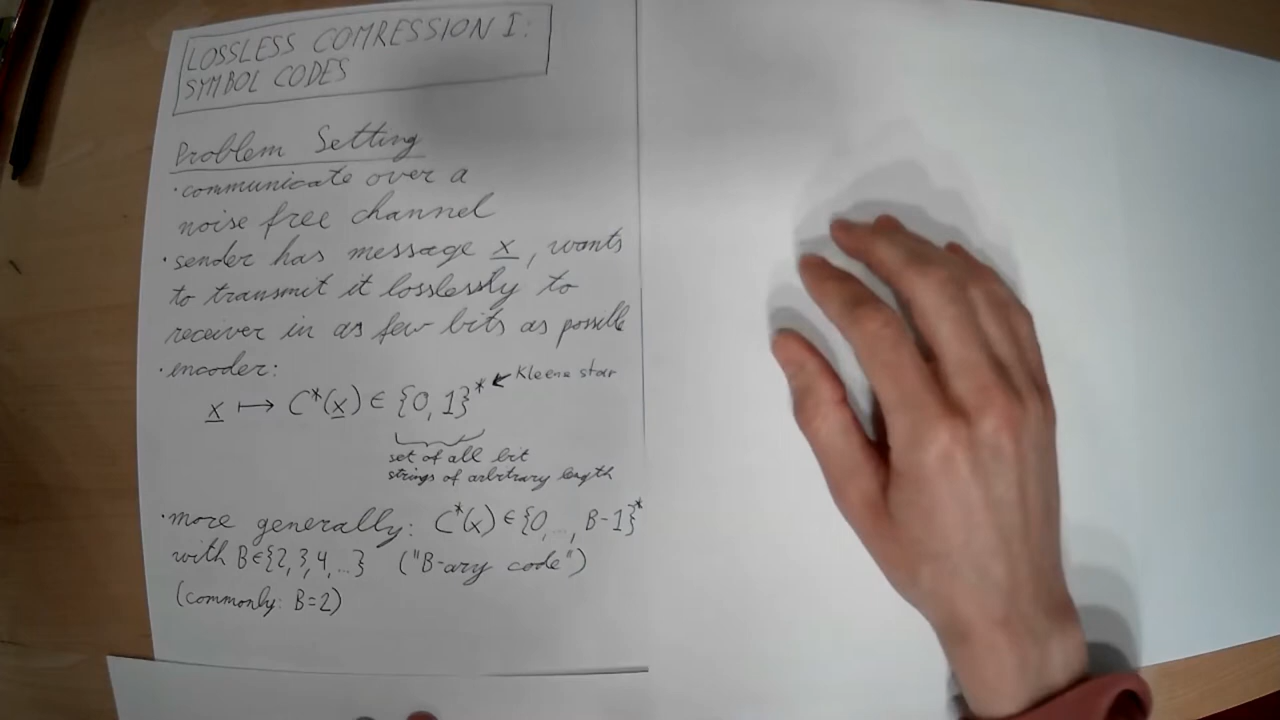 LOSSLESS COMRESSION I:
SYMBOL CODES
Problem Setting
• communicate over a
noise free channel
• sender has message x, wants
to transmit it losslessly to
receiver in as few bits as possible
• encoder:
x ↦ C*(x) ∈ {0, 1}* ← Kleene star
set of all bit
strings of arbitrary length
• more generally: C*(x) ∈ {0, ..., B-1}*
with B∈{2, 3, 4, ...} ("B-ary code")
(commonly: B=2)